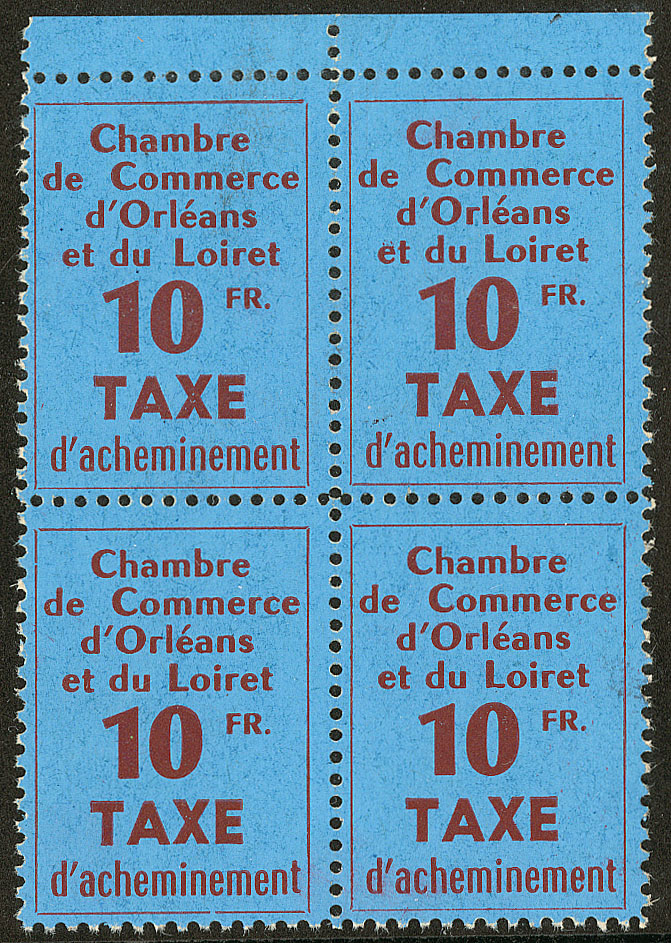 Chambre
de Commerce
d'Orléans
et du Loiret
10 FR.
TAXE
d'acheminement
Chambre
de Commerce
d'Orléans
et du Loiret
10 FR.
TAXE
d'acheminement
Chambre
de Commerce
d'Orléans
et du Loiret
10 FR.
TAXE
d'acheminement
Chambre
de Commerce
d'Orléans
et du Loiret
10 FR.
TAXE
d'acheminement